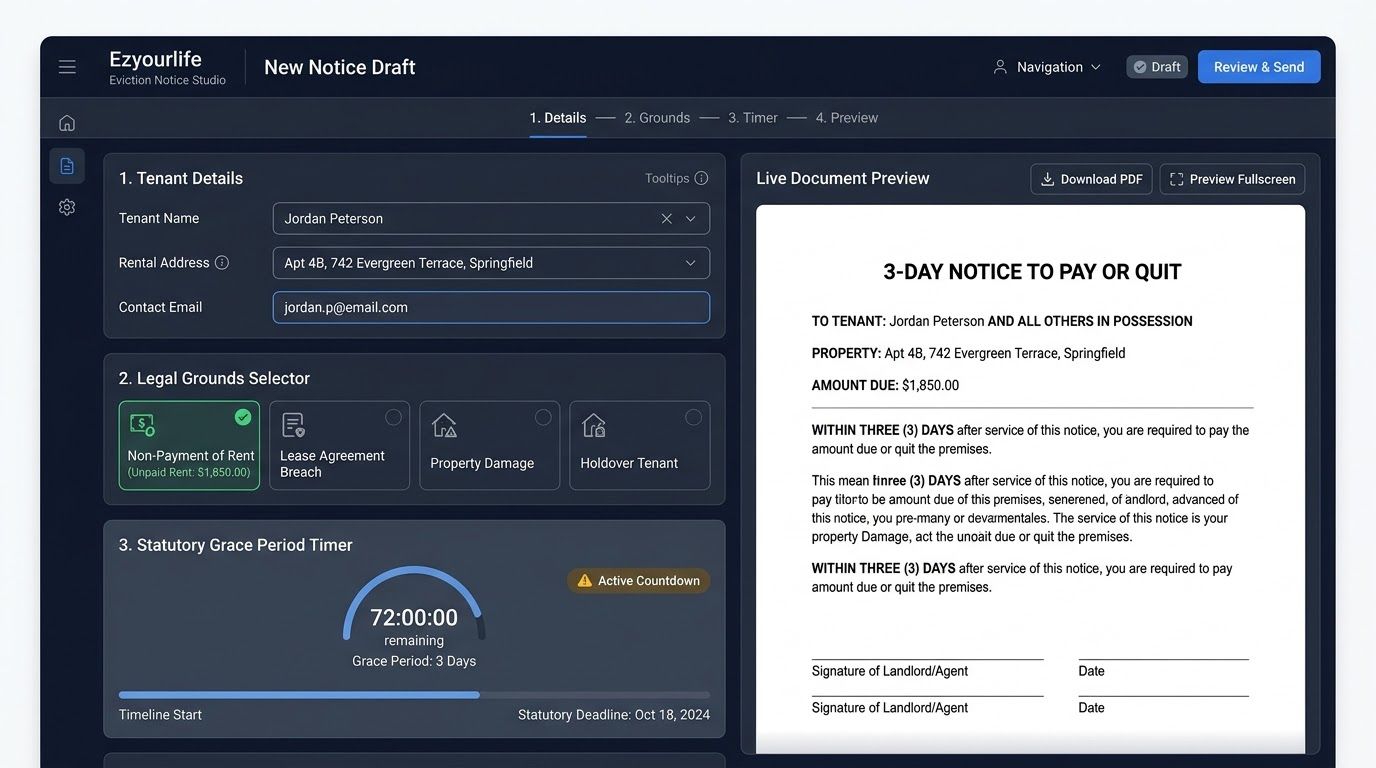 Ezyourlife
Eviction Notice Studio
New Notice Draft
Navigation
Draft
Review & Send
1. Details
2. Grounds
3. Timer
4. Preview
1. Tenant Details
Tooltips
Tenant Name
Jordan Peterson
Rental Address
Apt 4B, 742 Evergreen Terrace, Springfield
Contact Email
jordan.p@email.com
2. Legal Grounds Selector
Non-Payment of Rent
(Unpaid Rent: $1,850.00)
Lease Agreement
Breach
Property Damage
Holdover Tenant
3. Statutory Grace Period Timer
Active Countdown
72:00:00
remaining
Grace Period: 3 Days
Timeline Start
Statutory Deadline: Oct 18, 2024
Live Document Preview
Download PDF
Preview Fullscreen
3-DAY NOTICE TO PAY OR QUIT
TO TENANT: Jordan Peterson AND ALL OTHERS IN POSSESSION
PROPERTY: Apt 4B, 742 Evergreen Terrace, Springfield
AMOUNT DUE: $1,850.00
WITHIN THREE (3) DAYS after service of this notice, you are required to pay the
amount due or quit the premises.
This mean (3) DAYS after service of this notice, you are required to
pay be amount due of this premises, senerened, of andlord, advanced of
this notice, you pre-many or The service of this notice is your
property Damage, act the due or quit the premises.
WITHIN THREE (3) DAYS after service of this notice, you are required to pay
amount due or quit the premises.
Signature of Landlord/Agent
Date
Signature of Landlord/Agent
Date